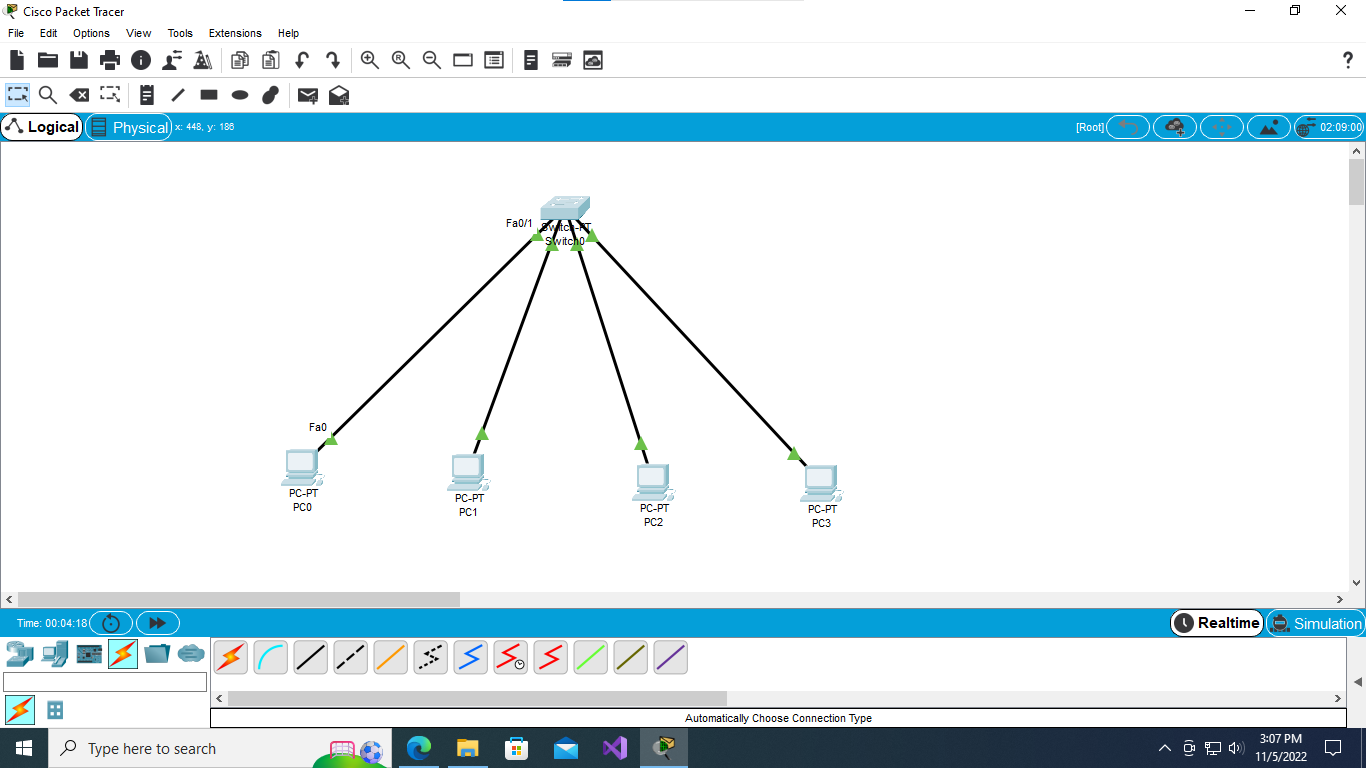 Cisco Packet Tracer
File Edit Options View Tools Extensions Help
R
?
Logical
Physical
x: 448, y: 186
[Root]
02:09:00
Fa0/1
Switch-PT
Switch0
Fa0
PC-PT
PC0
PC-PT
PC1
PC-PT
PC2
PC-PT
PC3
Time: 00:04:18
Realtime
Simulation
Automatically Choose Connection Type
Type here to search
3:07 PM
11/5/2022